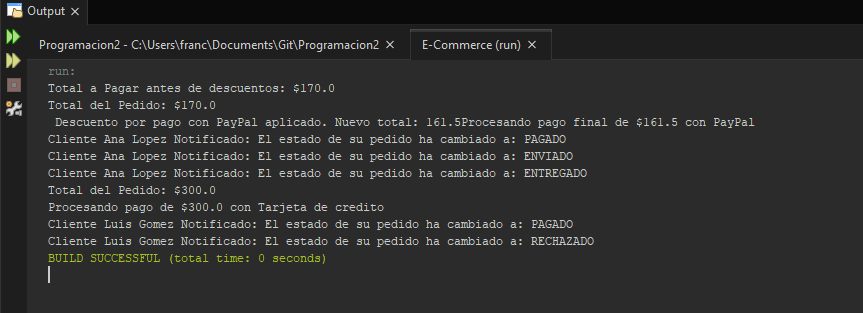 Output
Programacion2 - C:\Users\franc\Documents\Git\Programacion2
E-Commerce (run)
run:
Total a Pagar antes de descuentos: $170.0
Total del Pedido: $170.0
 Descuento por pago con PayPal aplicado. Nuevo total: 161.5Procesando pago final de $161.5 con PayPal
Cliente Ana Lopez Notificado: El estado de su pedido ha cambiado a: PAGADO
Cliente Ana Lopez Notificado: El estado de su pedido ha cambiado a: ENVIADO
Cliente Ana Lopez Notificado: El estado de su pedido ha cambiado a: ENTREGADO
Total del Pedido: $300.0
Procesando pago de $300.0 con Tarjeta de credito
Cliente Luis Gomez Notificado: El estado de su pedido ha cambiado a: PAGADO
Cliente Luis Gomez Notificado: El estado de su pedido ha cambiado a: RECHAZADO
BUILD SUCCESSFUL (total time: 0 seconds)